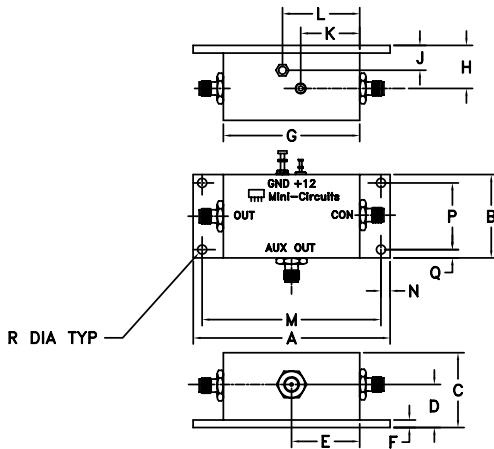 L
K
J
H
G
GND +12
Mini-Circuits
OUT
CON
AUX OUT
P
B
Q
N
M
R DIA TYP
A
C
D
E
F